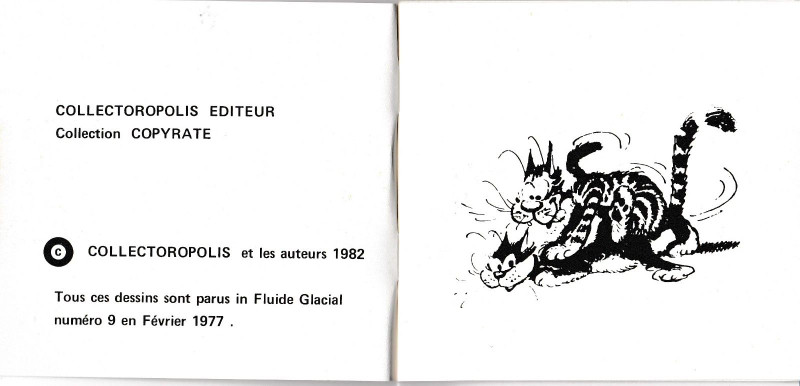 COLLECTOROPOLIS EDITEUR
Collection COPYRATE
C COLLECTOROPOLIS et les auteurs 1982
Tous ces dessins sont parus in Fluide Glacial
numéro 9 en Février 1977 .